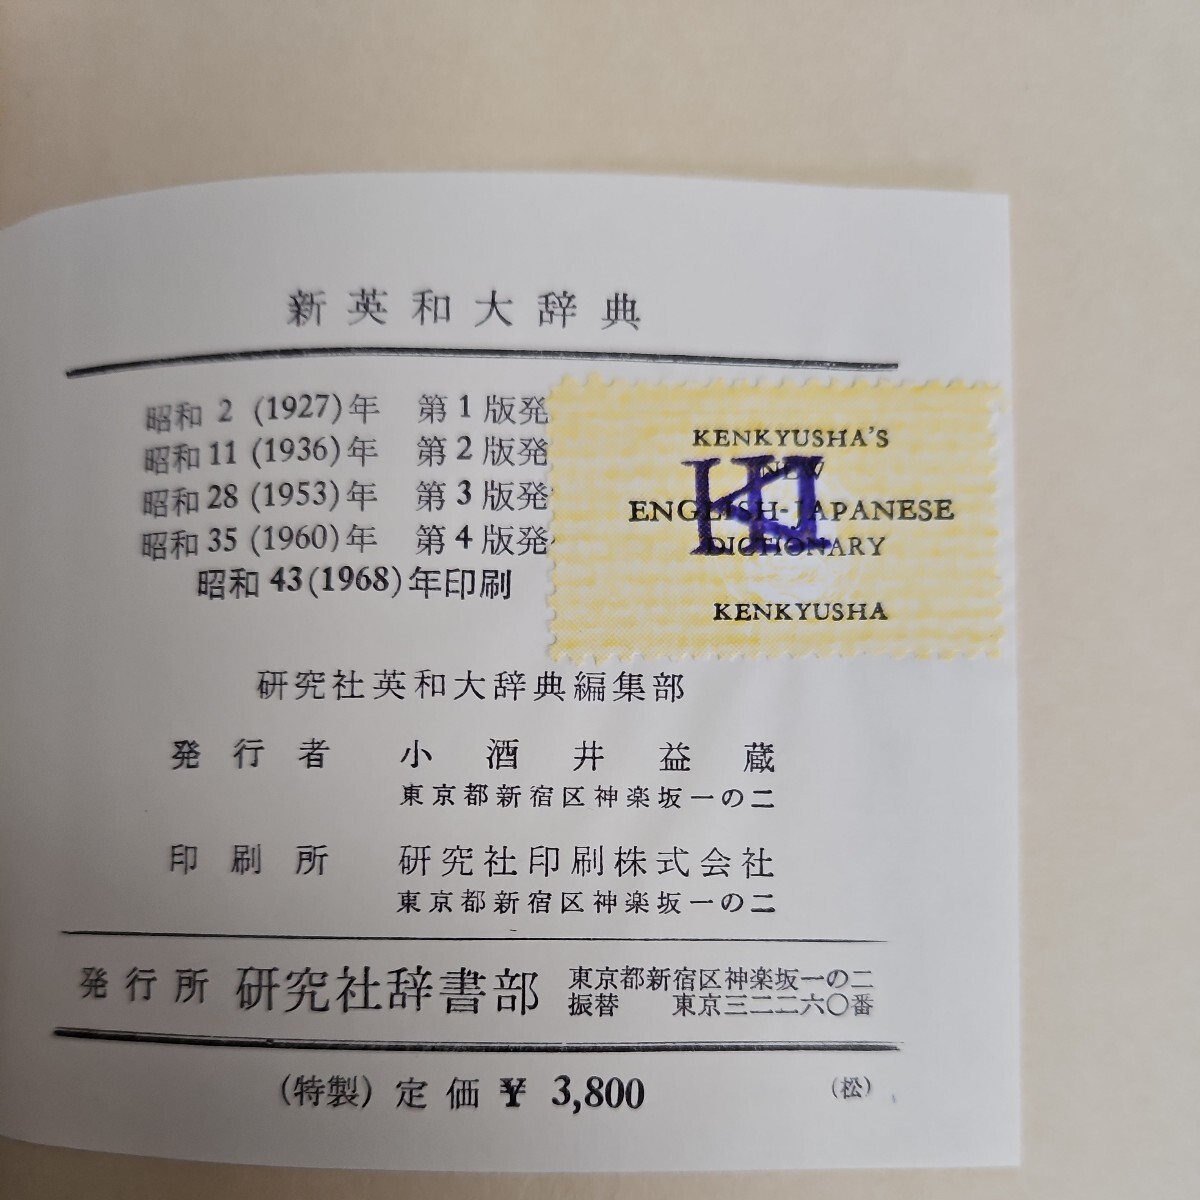 新英和大辞典
昭和 2 (1927)年 第1版発
昭和 11 (1936)年 第2版発
昭和 28 (1953)年 第3版発
昭和 35 (1960)年 第4版発
昭和 43(1968)年印刷
KENKYUSHA'S
NEW
ENGLISH-JAPANESE
DICTIONARY
KENKYUSHA
研究社英和大辞典編集部
発行者 小酒井益蔵
東京都新宿区神楽坂一の二
印刷所 研究社印刷株式会社
東京都新宿区神楽坂一の二
発行所 研究社辞書部 東京都新宿区神楽坂一の二
振替 東京三二二六〇番
(特製) 定価 ¥ 3,800 (松)